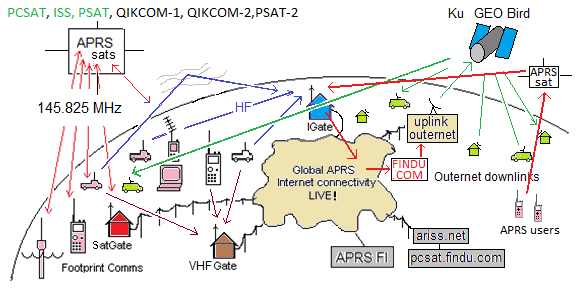 PCSAT, ISS, PSAT, QIKCOM-1, QIKCOM-2,PSAT-2
Ku GEO Bird
APRS
sats
APRS
sat
145.825 MHz
HF
IGate
uplink
outernet
Global APRS
Internet connectivity
LIVE!
FINDU
.COM
Outernet downlinks
APRS users
SatGate
VHF Gate
Footprint Comms
APRS FI
ariss.net
pcsat.findu.com